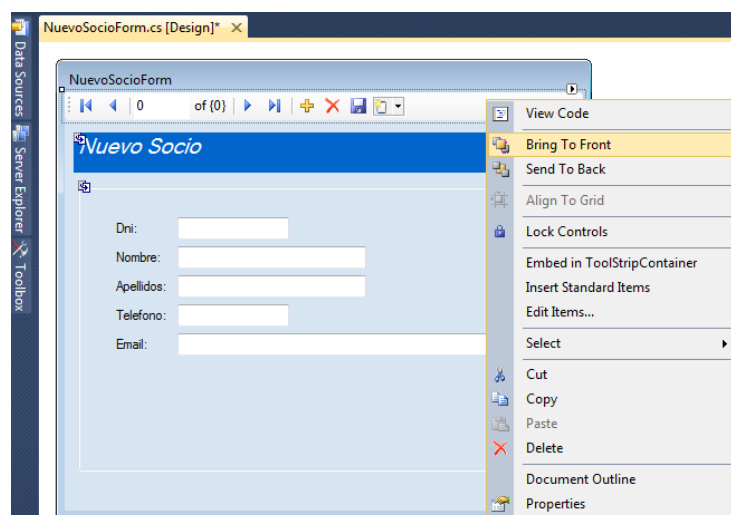 NuevoSocioForm.cs [Design]* ×
Data Sources
Server Explorer
Toolbox
NuevoSocioForm
0 of {0}
Nuevo Socio
Dni:
Nombre:
Apellidos:
Telefono:
Email:
View Code
Bring To Front
Send To Back
Align To Grid
Lock Controls
Embed in ToolStripContainer
Insert Standard Items
Edit Items...
Select
Cut
Copy
Paste
Delete
Document Outline
Properties